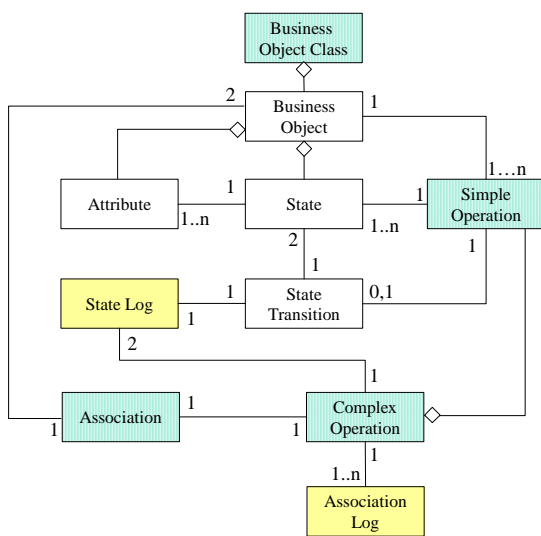 Business
Object Class
2
Business
Object
1
1…n
Attribute
1
1..n
State
1..n
1
Simple
Operation
2
1
1
State Log
1
1
State
Transition
0,1
2
1
Association
1
1
1
Complex
Operation
1
1..n
Association
Log